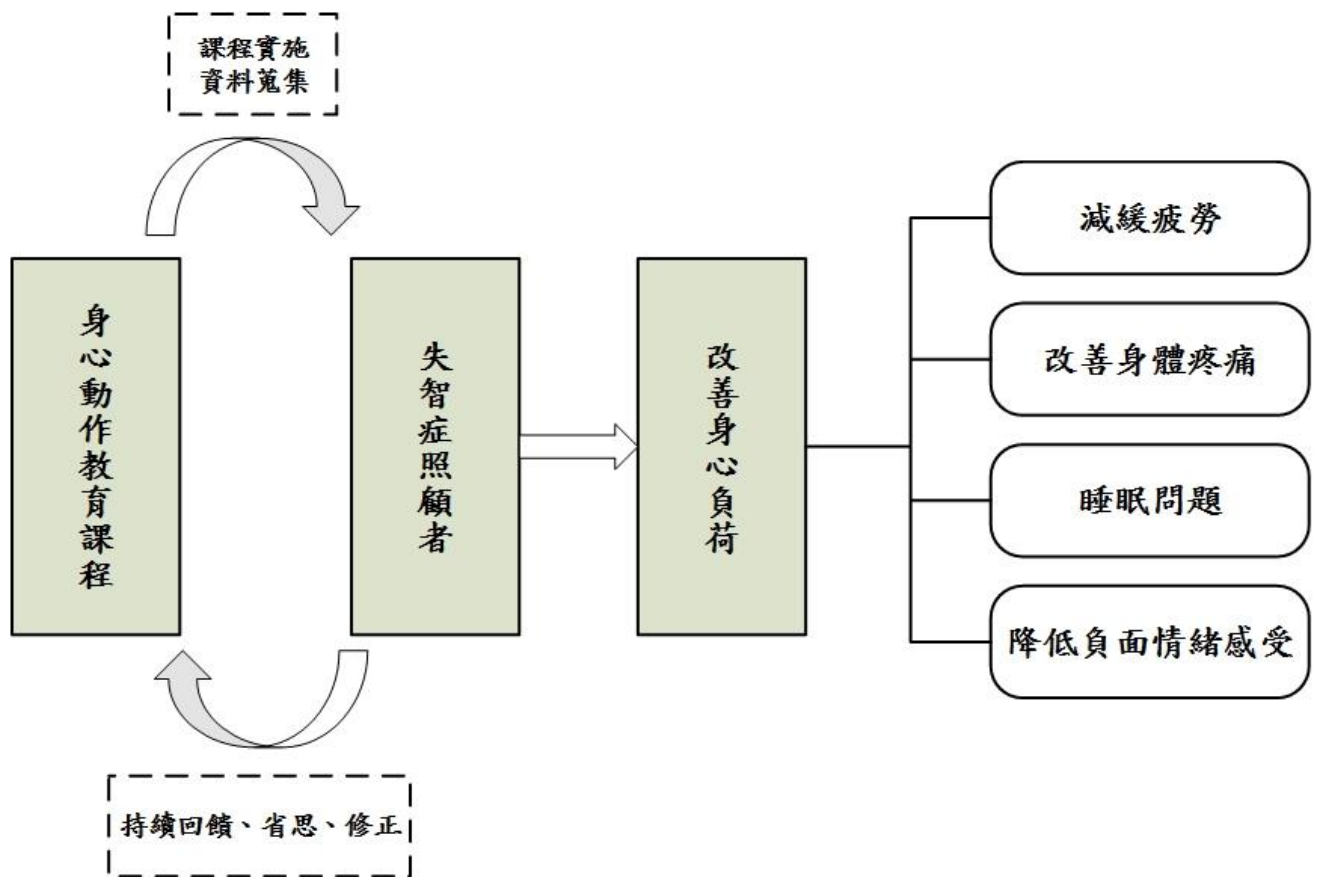 課程實施
資料蒐集
身心動作教育課程
失智症照顧者
改善身心負荷
減緩疲勞
改善身體疼痛
睡眠問題
降低負面情緒感受
持續回饋、省思、修正